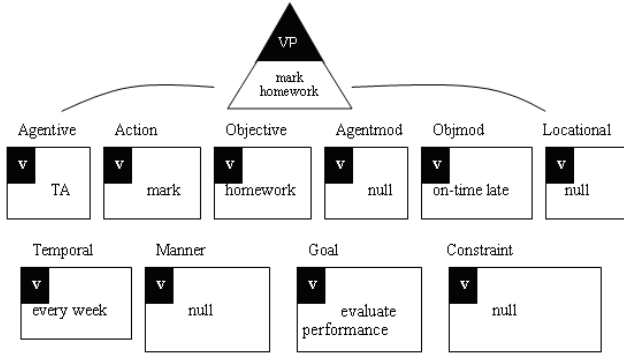 VP
mark
homework
Agentive Action Objective Agentmod Objmod Locational
v v v v v v
TA mark homework null on-time late null
Temporal Manner Goal Constraint
v v v v
every week null evaluate null
performance